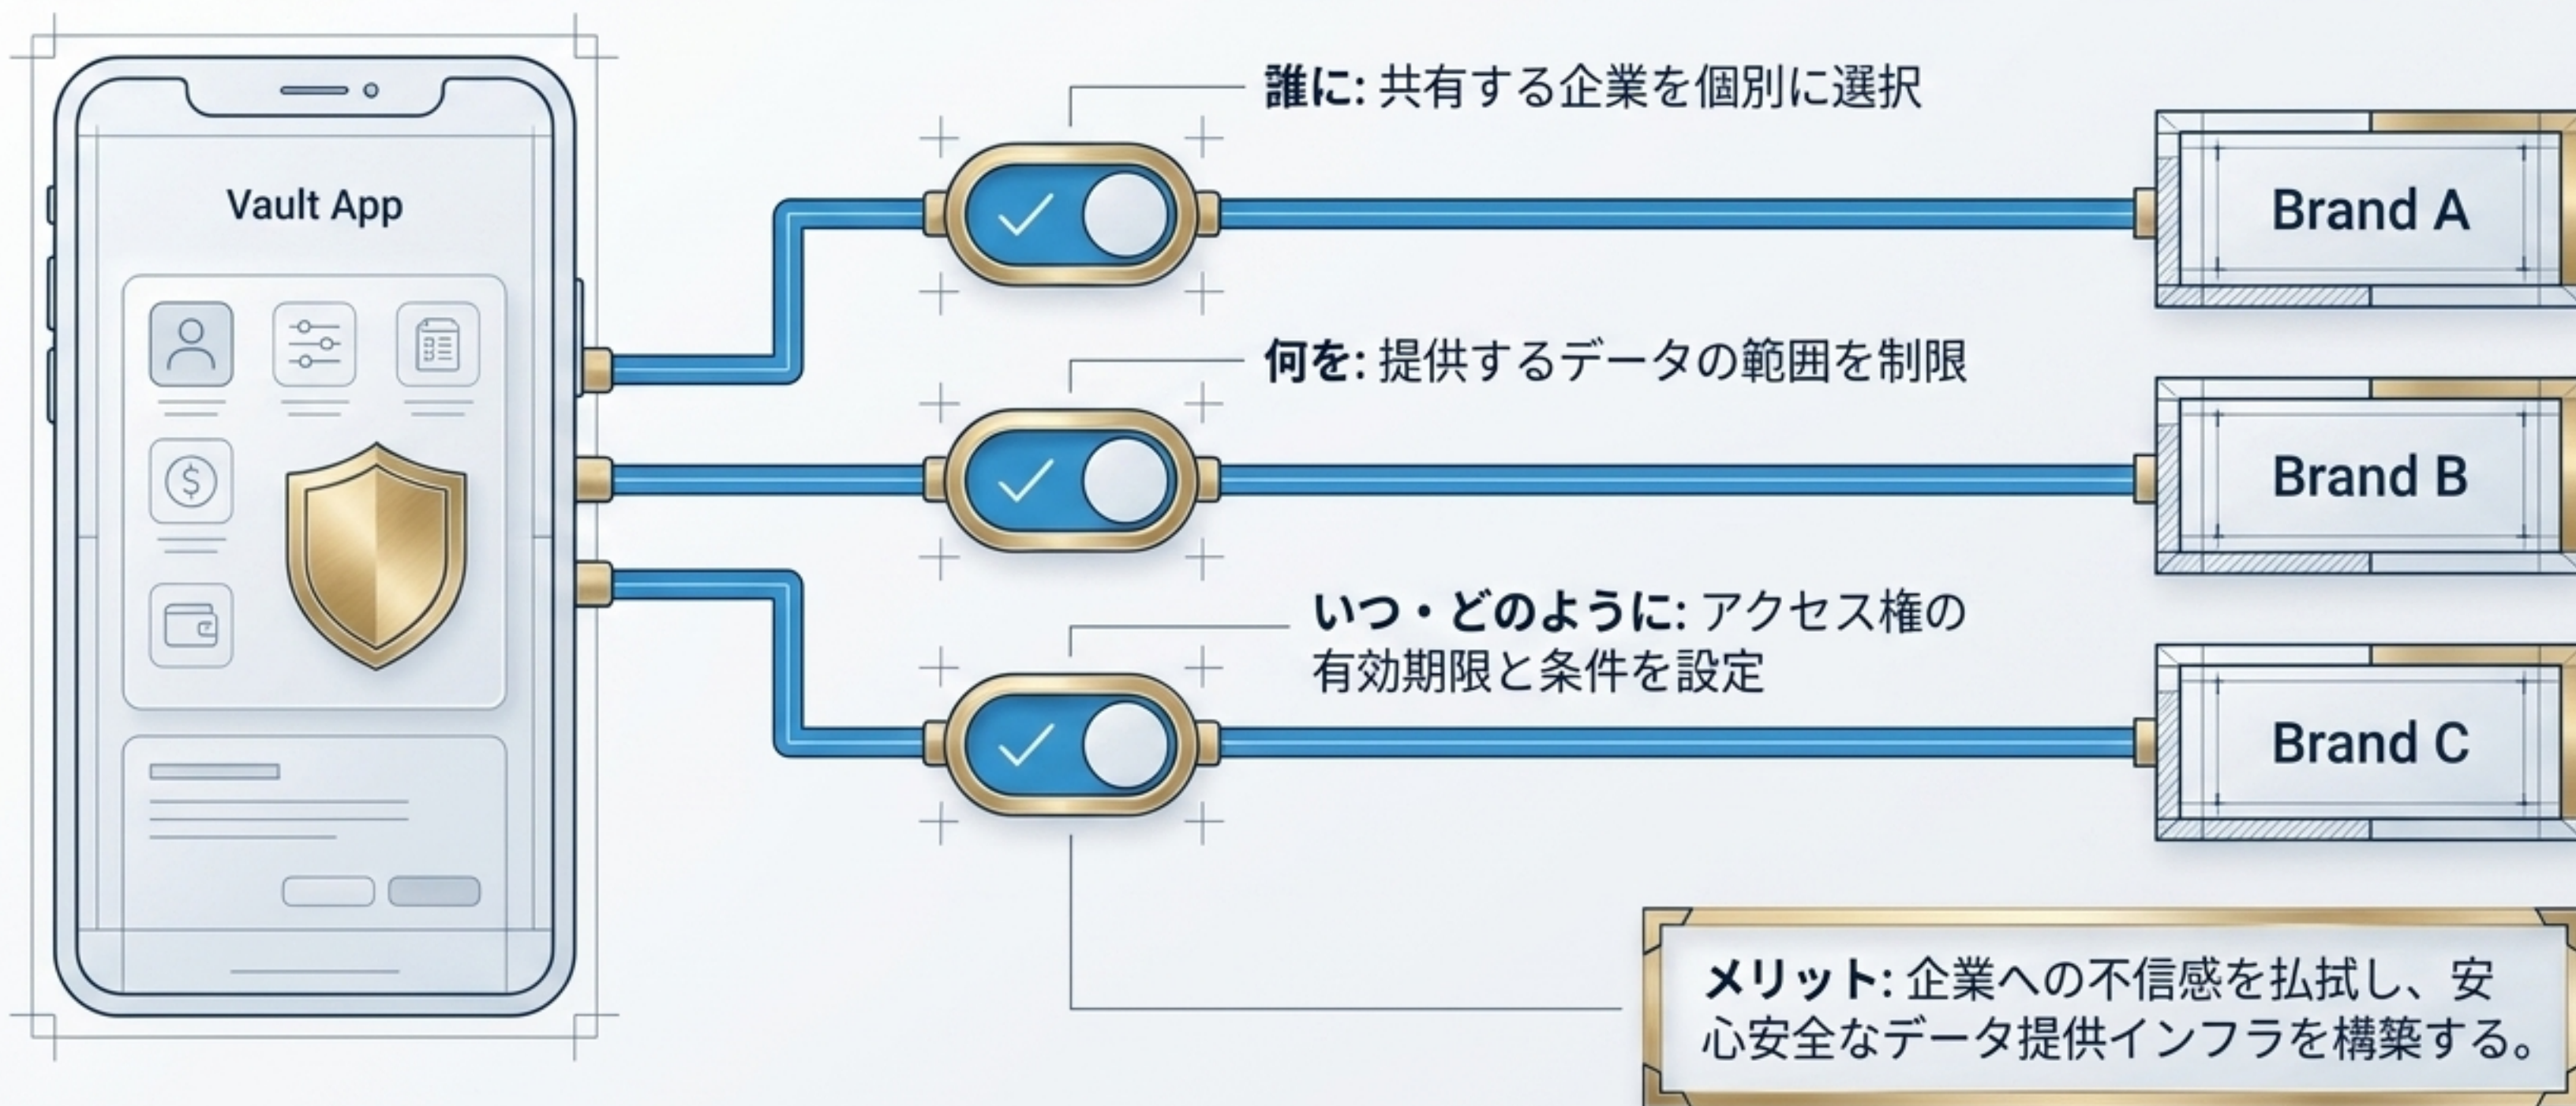 Vault App
誰に: 共有する企業を個別に選択
Brand A
何を: 提供するデータの範囲を制限
Brand B
いつ・どのように: アクセス権の
有効期限と条件を設定
Brand C
メリット: 企業への不信感を払拭し、安
心安全なデータ提供インフラを構築する。